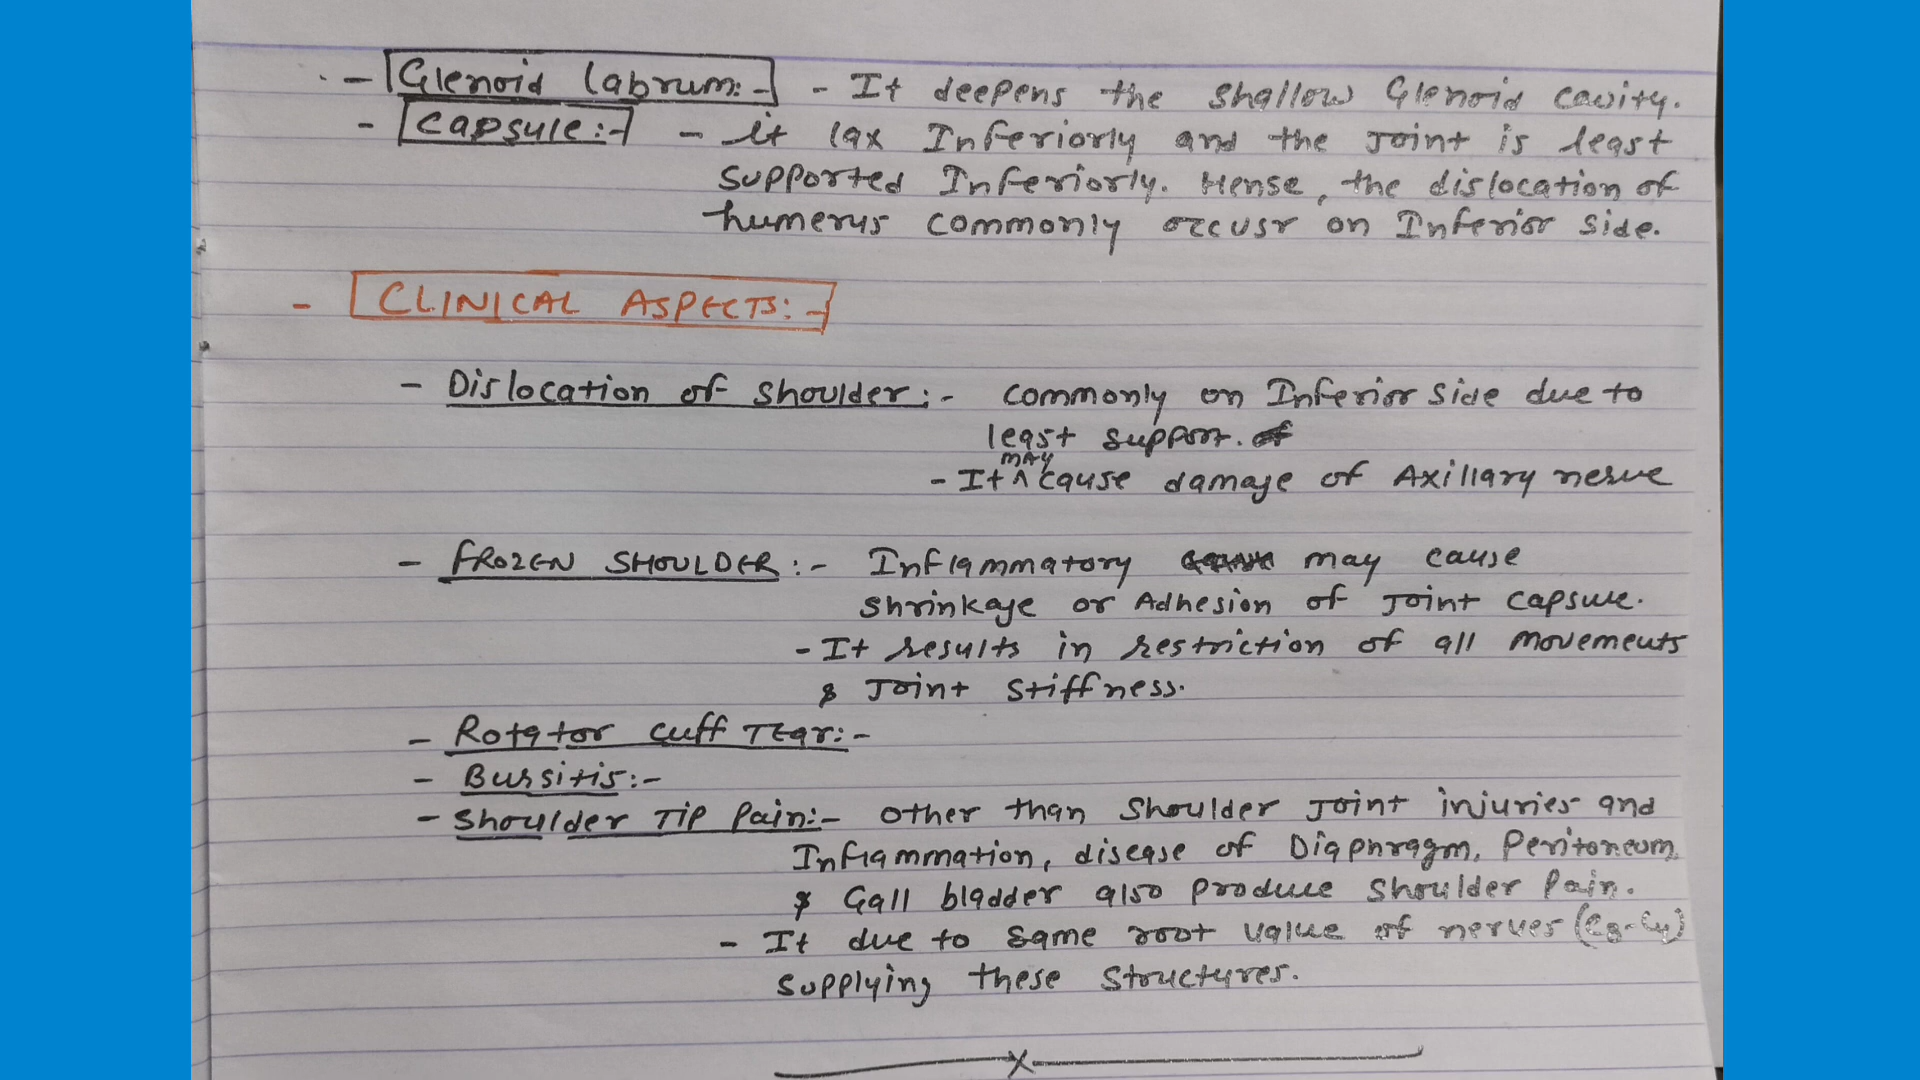 - Glenoid labrum:- - It deepens the shallow Glenoid cavity.
- Capsule:- - it lax Inferiorly and the Joint is least
supported Inferiorly. Hense, the dislocation of
humerus commonly occusr on Inferior side.
- CLINICAL ASPECTS:-
- Dislocation of shoulder:- commonly on Inferior side due to
least support.
- It may cause damage of Axillary nerve
- FROZEN SHOULDER:- Inflammatory may cause
shrinkage or Adhesion of Joint capsule.
- It results in restriction of all movements
& Joint stiffness.
- Rotator cuff Tear:-
- Bursitis:-
- Shoulder Tip Pain:- other than shoulder Joint injuries and
Inflammation, disease of Diaphragm, Peritoneum,
& Gall bladder also produce shoulder Pain.
- It due to same root value of nerves (C3-C4)
supplying these structures.
x